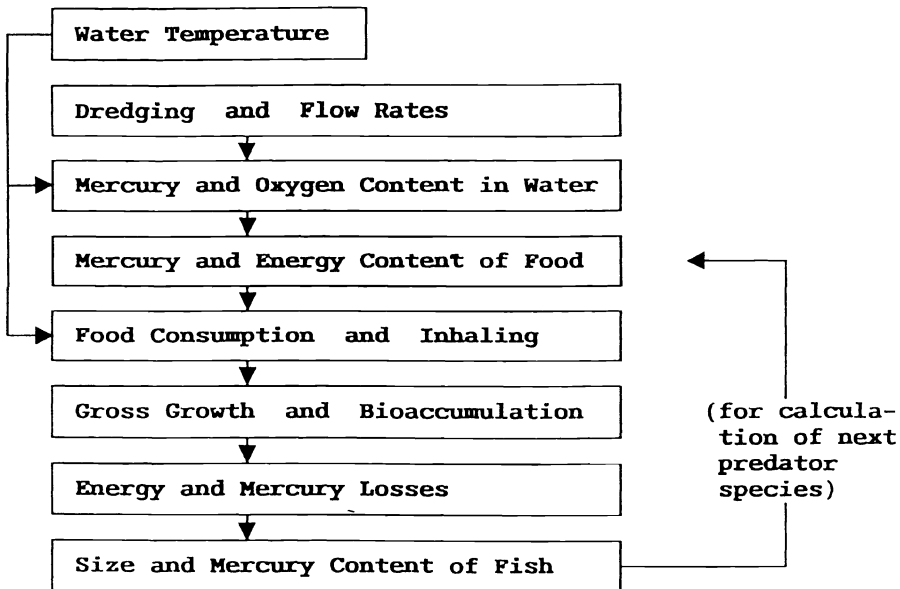 Water Temperature
Dredging and Flow Rates
Mercury and Oxygen Content in Water
Mercury and Energy Content of Food
Food Consumption and Inhaling
Gross Growth and Bioaccumulation
(for calcula-
tion of next
predator
species)
Energy and Mercury Losses
Size and Mercury Content of Fish